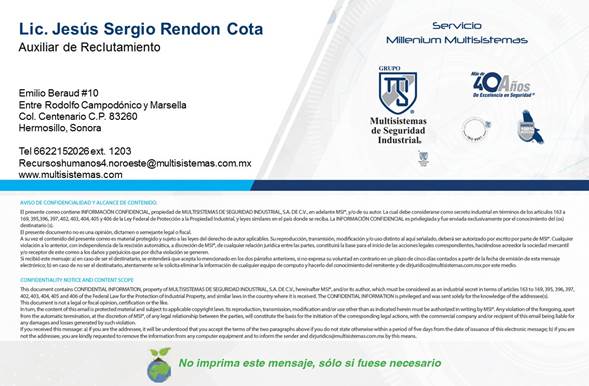 Lic. Jesús Sergio Rendon Cota
Auxiliar de Reclutamiento
Emilio Beraud #10
Entre Rodolfo Campodónico y Marsella
Col. Centenario C.P. 83260
Hermosillo, Sonora
Tel 6622152026 ext. 1203
Recursoshumanos4.noroeste@multisistemas.com.mx
www.multisistemas.com
Servicio
Millenium Multisistemas
GRUPO
Multisistemas
de Seguridad
Industrial®
Más de
40 Años
De Excelencia en Seguridad
AVISO DE CONFIDENCIALIDAD Y ALCANCE DE CONTENIDO:
El presente correo contiene INFORMACIÓN CONFIDENCIAL, propiedad de MULTISISTEMAS DE SEGURIDAD INDUSTRIAL, S.A. DE C.V., en adelante MSI®, y/o de su autor. La cual debe considerarse como secreto industrial en términos de los artículos 163 a
169, 395,396, 397, 402, 403, 404, 405 y 406 de la Ley Federal de Protección a la Propiedad Industrial, y leyes similares en el país donde se reciba. La INFORMACIÓN CONFIDENCIAL es privilegiada y fue enviada exclusivamente por el conocimiento del (os)
destinatario (s).
El presente documento no es una opinión, dictamen o semejante legal o fiscal.
A su vez el contenido del presente correo es material protegido y sujeto a las leyes del derecho de autor aplicables. Su reproducción, transmisión, modificación y/o uso distinto al aquí señalado, deberá ser autorizado por escrito por parte de MSI®. Cualquier
violación a lo anterior, con independencia de la rescisión automática, a discreción de MSI®, de cualquier relación jurídica entre las partes, constituirá la base para el inicio de las acciones legales correspondientes, haciéndose acreedor la sociedad mercantil
y/o receptor de este correo a los daños y perjuicios que por dicha violación se generen.
Si recibió este mensaje: a) en caso de ser el destinatario, se entenderá que acepta lo mencionado en los dos párrafos anteriores, si no expresa su voluntad en contrario en un plazo de cinco días contados a partir de la fecha de emisión de este mensaje
electrónico; b) en caso de no ser el destinatario, atentamente se le solicita eliminar la información de cualquier equipo de computo y hacerlo del conocimiento del remitente y de dirjuridico@multisistemas.com.mx por este medio.
CONFIDENTIALITY NOTICE AND CONTENT SCOPE
This document contains CONFIDENTIAL INFORMATION, property of MULTISISTEMAS DE SEGURIDAD INDUSTRIAL, S.A. DE C.V., hereinafter MSI®, and/or its author, which must be considered as an industrial secret in terms of articles 163 to 169, 395, 396, 397,
402, 403, 404, 405 and 406 of the Federal Law for the Protection of Industrial Property, and similar laws in the country where it is received. The CONFIDENTIAL INFORMATION is privileged and was sent solely for the knowledge of the addressee(s).
This document is not a legal or fiscal opinion, certification or the like.
In turn, the content of this email is protected material and subject to applicable copyright laws. Its reproduction, transmission, modification and/or use other than as indicated herein must be authorized in writing by MSI®. Any violation of the foregoing, apart
from the automatic termination, at the discretion of MSI®, of any legal relationship between the parties, will constitute the basis for the initiation of the corresponding legal actions, with the commercial company and/or recipient of this email being liable for
any damages and losses generated by such violation.
If you received this message: a) if you are the addressee, it will be understood that you accept the terms of the two paragraphs above if you do not state otherwise within a period of five days from the date of issuance of this electronic message; b) if you are
not the addressee, you are kindly requested to remove the information from any computer equipment and to inform the sender and dirjuridico@multisistemas.com.mx by this means.
No imprima este mensaje, sólo si fuese necesario